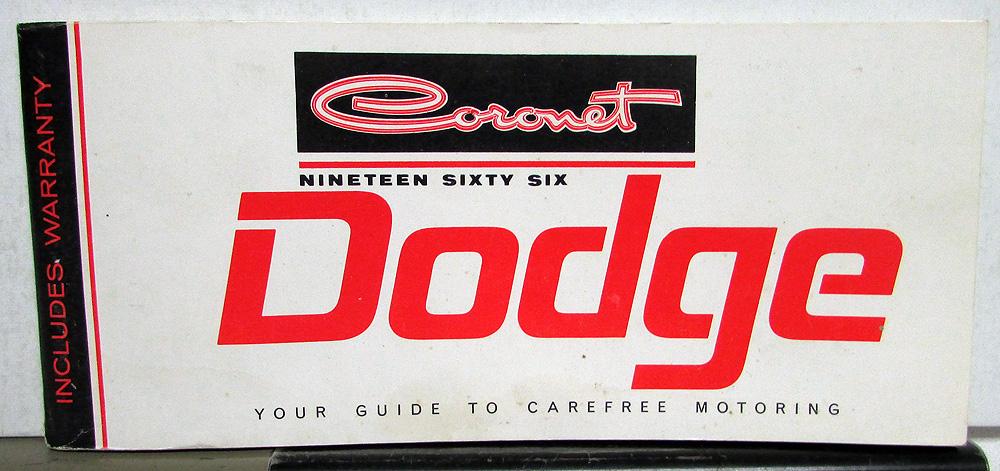 INCLUDES WARRANTY
Coronet
NINETEEN SIXTY SIX
Dodge
YOUR GUIDE TO CAREFREE MOTORING